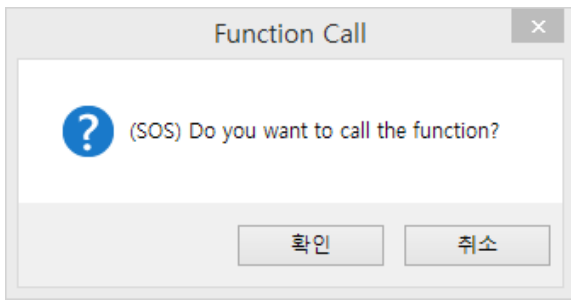 Function Call
(SOS) Do you want to call the function?
확인
취소